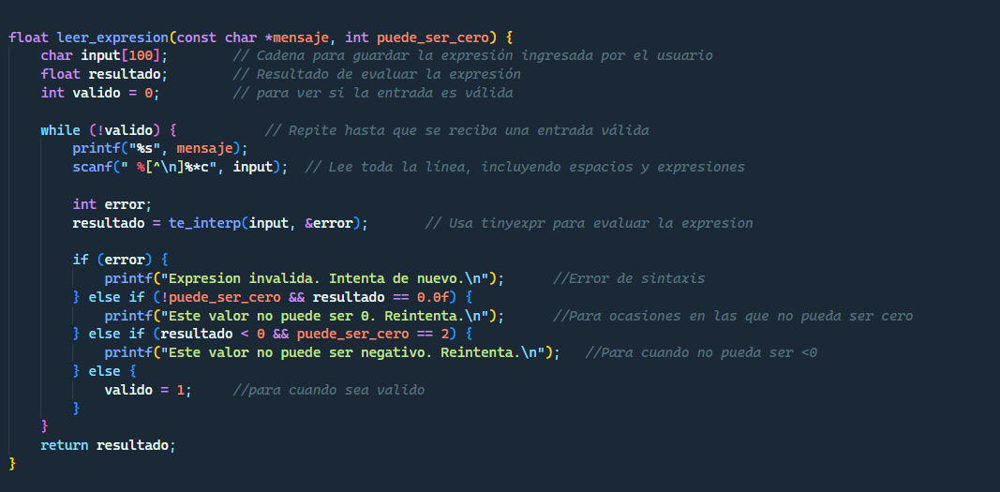 float leer_expresion(const char *mensaje, int puede_ser_cero) {
    char input[100];        // Cadena para guardar la expresión ingresada por el usuario
    float resultado;        // Resultado de evaluar la expresión
    int valido = 0;         // para ver si la entrada es válida

    while (!valido) {           // Repite hasta que se reciba una entrada válida
        printf("%s", mensaje);
        scanf(" %[^\n]%*c", input);  // Lee toda la línea, incluyendo espacios y expresiones

        int error;
        resultado = te_interp(input, &error);       // Usa tinyexpr para evaluar la expresion

        if (error) {
            printf("Expresion invalida. Intenta de nuevo.\n");      //Error de sintaxis
        } else if (!puede_ser_cero && resultado == 0.0f) {
            printf("Este valor no puede ser 0. Reintenta.\n");      //Para ocasiones en las que no pueda ser cero
        } else if (resultado < 0 && puede_ser_cero == 2) {
            printf("Este valor no puede ser negativo. Reintenta.\n");   //Para cuando no pueda ser <0
        } else {
            valido = 1;     //para cuando sea valido
        }
    }
    return resultado;
}